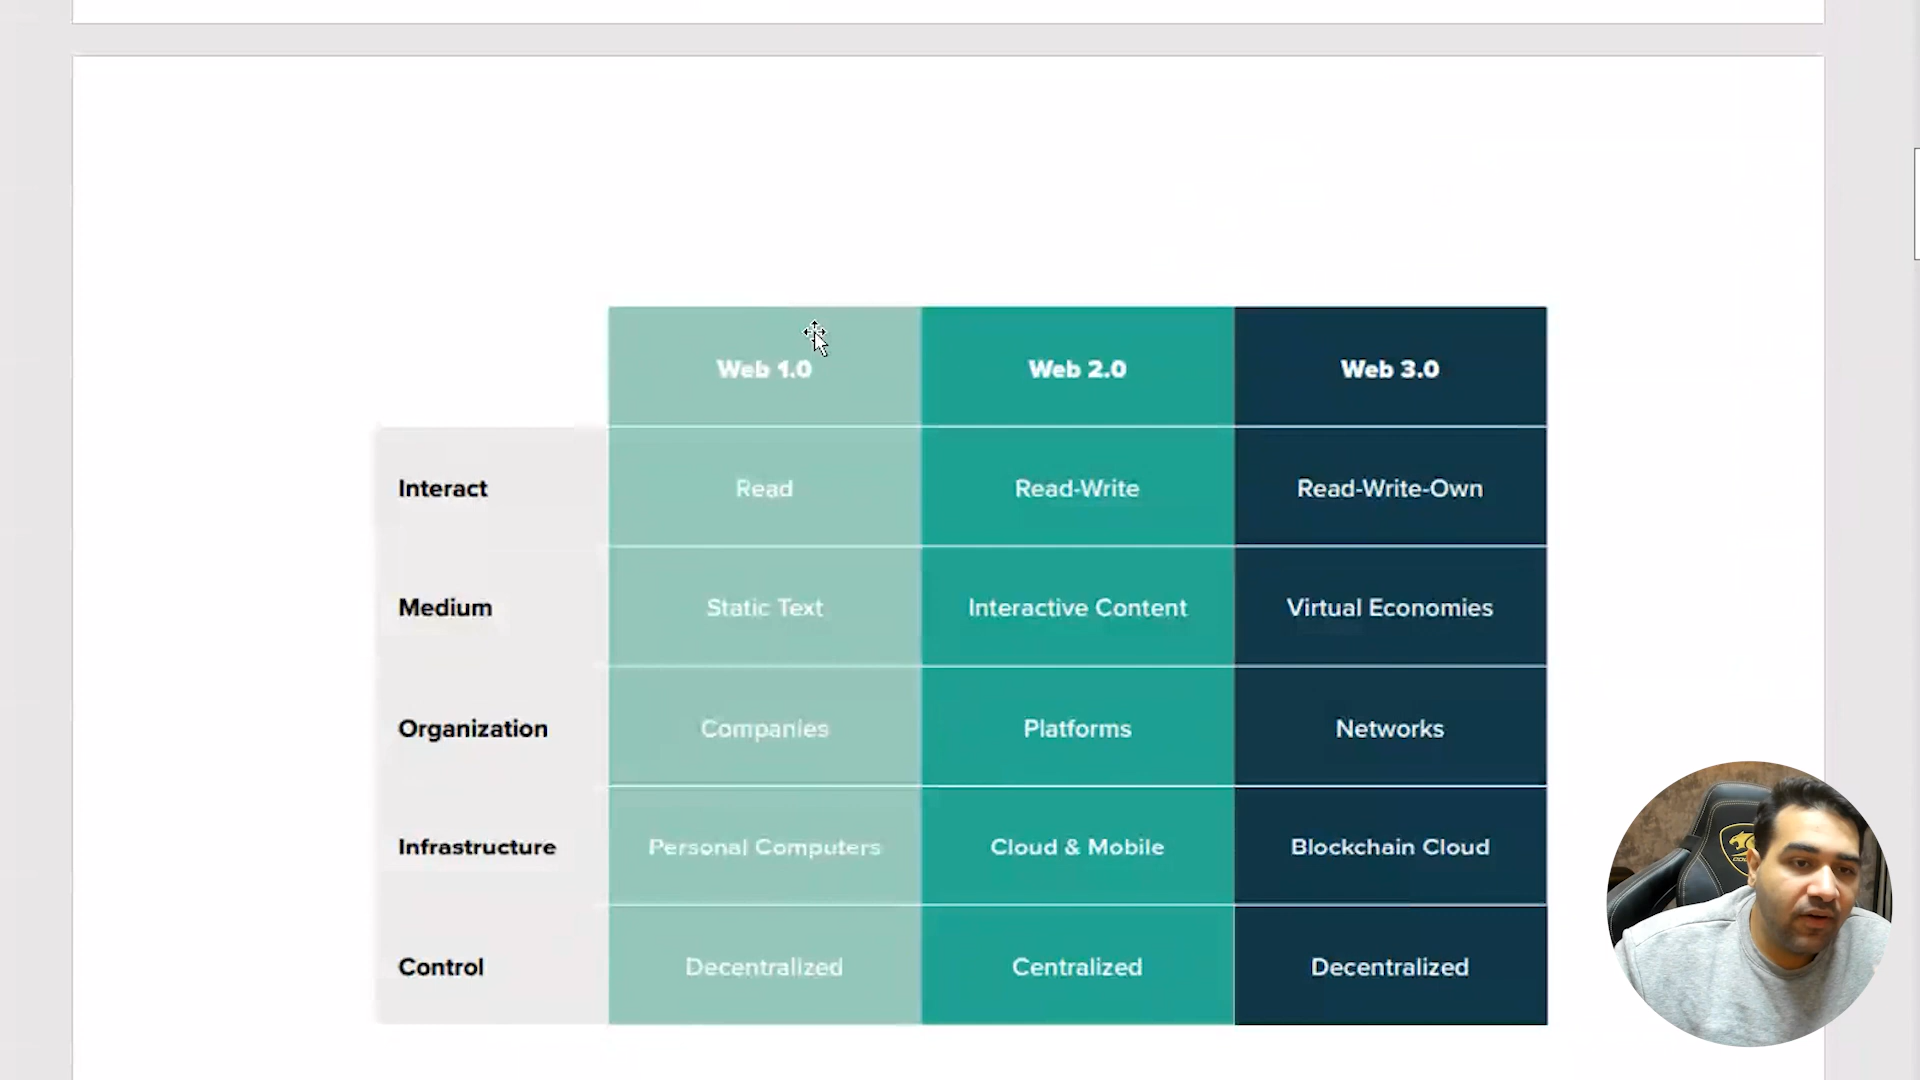 Web 1.0 Web 2.0 Web 3.0
Interact Read Read-Write Read-Write-Own
Medium Static Text Interactive Content Virtual Economies
Organization Companies Platforms Networks
Infrastructure Personal Computers Cloud & Mobile Blockchain Cloud
Control Decentralized Centralized Decentralized